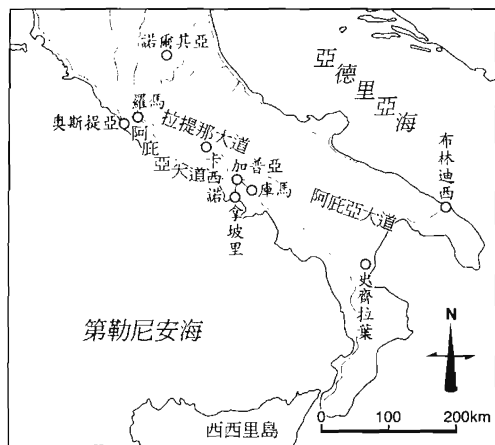 諾爾其亞
亞德里亞海
羅馬
奧斯提亞
拉提那大道
阿庇亞大道
卡西諾
加普亞
庫馬
拿坡里
阿庇亞大道
布林迪西
史齊拉葉
第勒尼安海
西西里島
N
0 100 200km